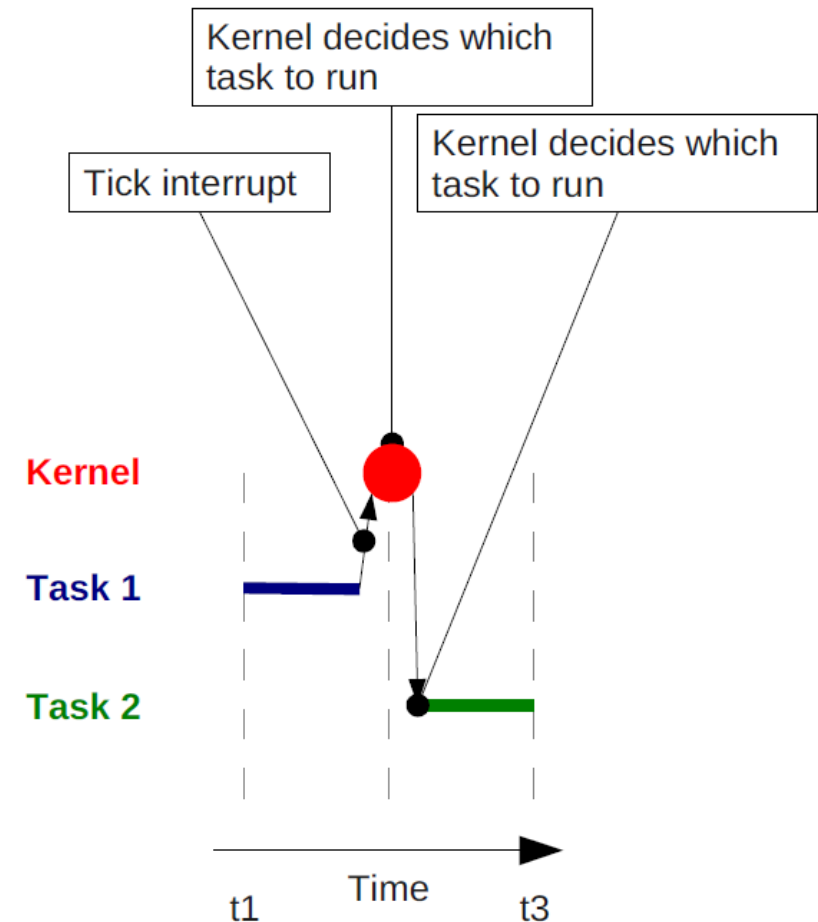 Kernel decides which
task to run
Kernel decides which
task to run
Tick interrupt
Kernel
Task 1
Task 2
Time
t1
t3